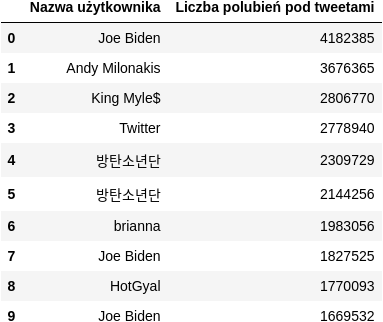 Nazwa użytkownika Liczba polubień pod tweetami
0 Joe Biden 4182385
1 Andy Milonakis 3676365
2 King Myle$ 2806770
3 Twitter 2778940
4 방탄소년단 2309729
5 방탄소년단 2144256
6 brianna 1983056
7 Joe Biden 1827525
8 HotGyal 1770093
9 Joe Biden 1669532